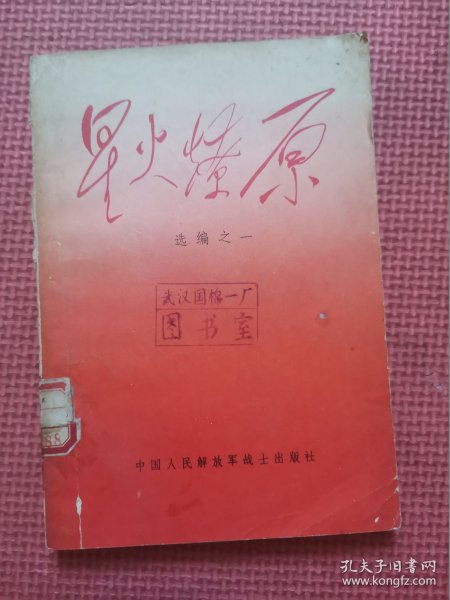 星火燎原
选编之一
武汉国棉一厂
图书室
88
中国人民解放军战士出版社
孔夫子旧书网
www.kongfz.com